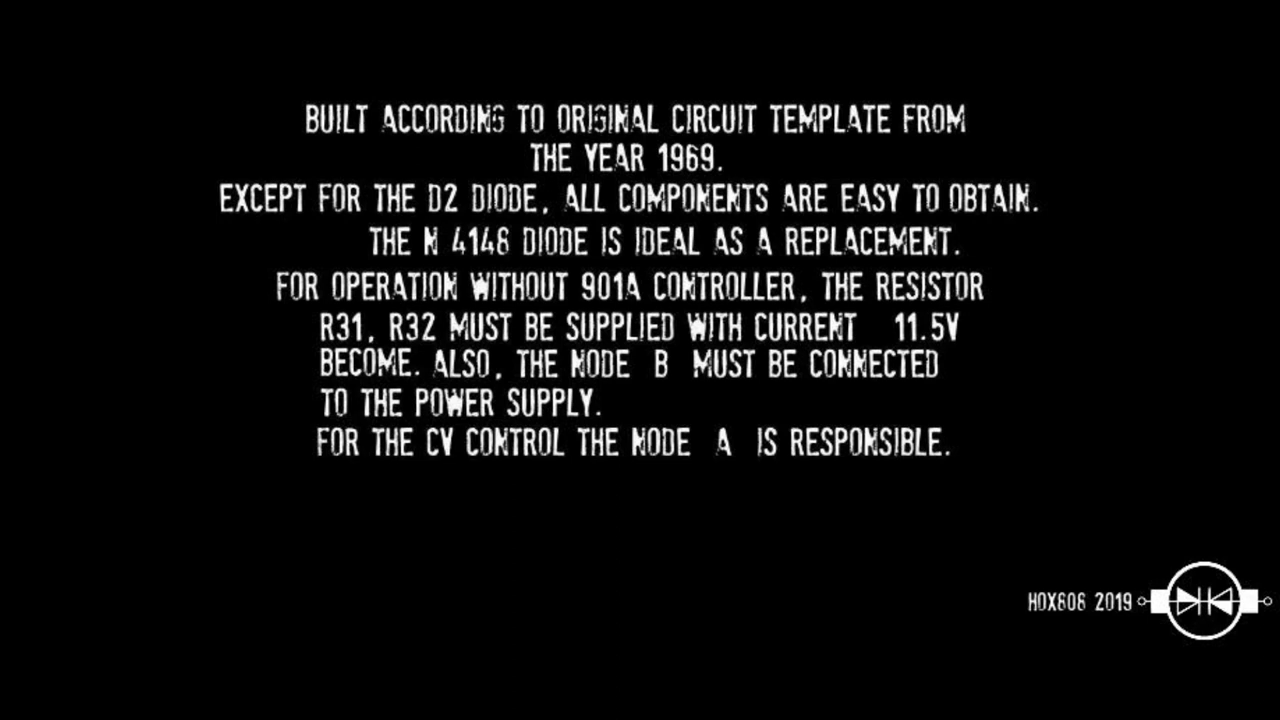 BUILT ACCORDING TO ORIGINAL CIRCUIT TEMPLATE FROM
THE YEAR 1969.
EXCEPT FOR THE D2 DIODE, ALL COMPONENTS ARE EASY TO OBTAIN.
THE N 4148 DIODE IS IDEAL AS A REPLACEMENT.
FOR OPERATION WITHOUT 901A CONTROLLER, THE RESISTOR
R31, R32 MUST BE SUPPLIED WITH CURRENT 11.5V
BECOME. ALSO, THE NODE B MUST BE CONNECTED
TO THE POWER SUPPLY.
FOR THE CV CONTROL THE NODE A IS RESPONSIBLE.
HOX808 2019